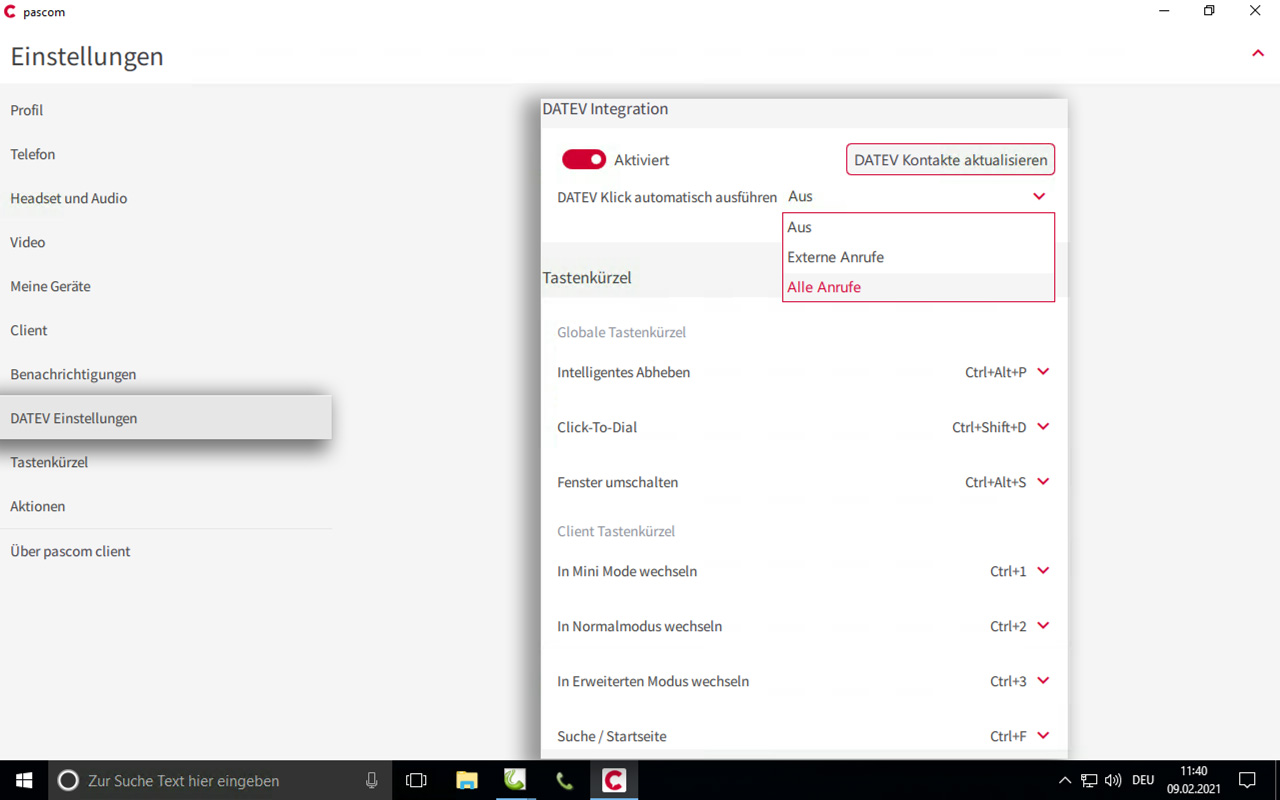 pascom
Einstellungen
Profil
Telefon
Headset und Audio
Video
Meine Geräte
Client
Benachrichtigungen
DATEV Einstellungen
Tastenkürzel
Aktionen
Über pascom client
DATEV Integration
Aktiviert
DATEV Kontakte aktualisieren
DATEV Klick automatisch ausführen Aus
Aus
Externe Anrufe
Alle Anrufe
Tastenkürzel
Globale Tastenkürzel
Intelligentes Abheben Ctrl+Alt+P
Click-To-Dial Ctrl+Shift+D
Fenster umschalten Ctrl+Alt+S
Client Tastenkürzel
In Mini Mode wechseln Ctrl+1
In Normalmodus wechseln Ctrl+2
In Erweiterten Modus wechseln Ctrl+3
Suche / Startseite Ctrl+F
Zur Suche Text hier eingeben
DEU
11:40
09.02.2021